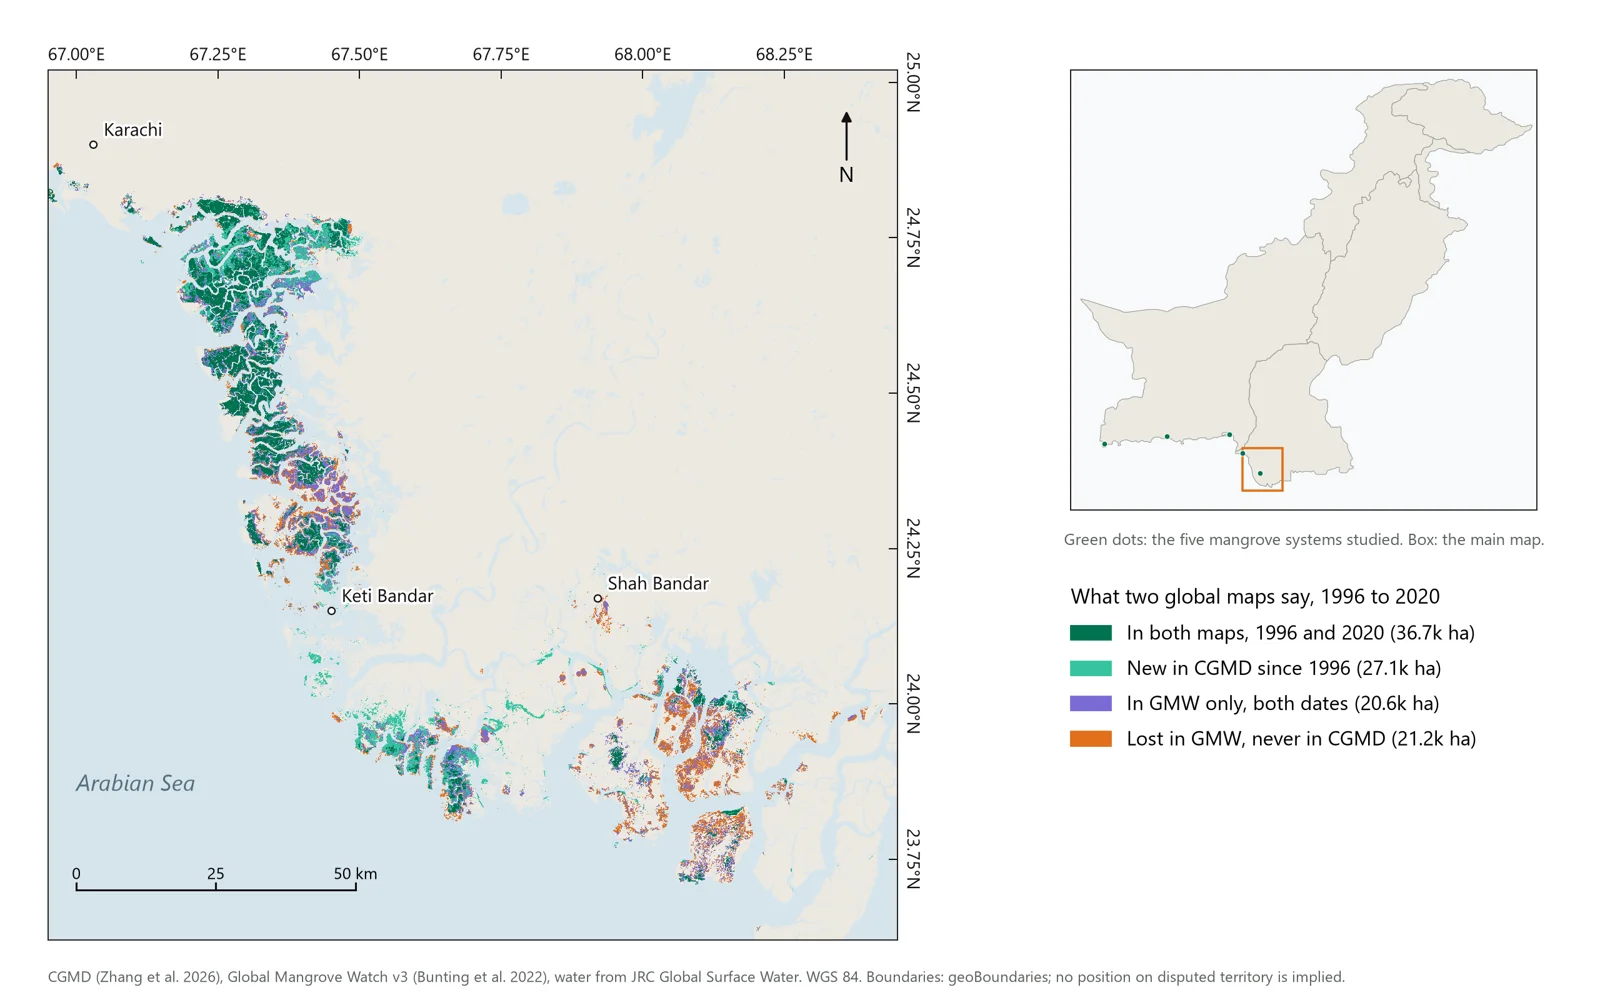 67.00°E 67.25°E 67.50°E 67.75°E 68.00°E 68.25°E
25.00°N
Karachi
N
24.75°N
24.50°N
24.25°N
Keti Bandar
Shah Bandar
24.00°N
Arabian Sea
23.75°N
0 25 50 km
Green dots: the five mangrove systems studied. Box: the main map.
What two global maps say, 1996 to 2020
In both maps, 1996 and 2020 (36.7k ha)
New in CGMD since 1996 (27.1k ha)
In GMW only, both dates (20.6k ha)
Lost in GMW, never in CGMD (21.2k ha)
CGMD (Zhang et al. 2026), Global Mangrove Watch v3 (Bunting et al. 2022), water from JRC Global Surface Water. WGS 84. Boundaries: geoBoundaries; no position on disputed territory is implied.